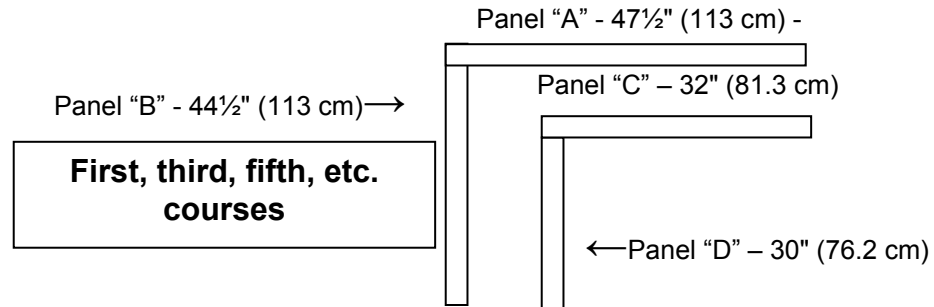 Panel “A” - 47½" (113 cm) -
Panel “C” – 32" (81.3 cm)
Panel “B” - 44½" (113 cm)→
First, third, fifth, etc.
courses
←Panel “D” – 30" (76.2 cm)